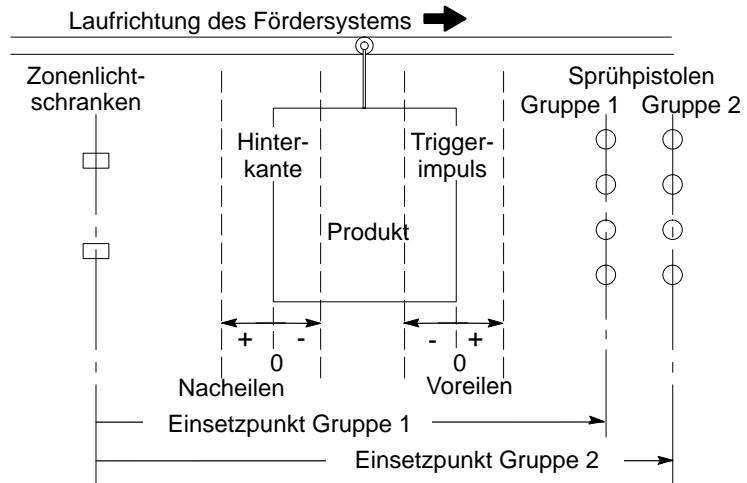 Laufrichtung des Fördersystems
Zonenlicht-
schranken
Sprühpistolen
Gruppe 1
Gruppe 2
Hinter-
kante
Trigger-
impuls
Produkt
+ -
0
- +
0
Nacheilen
Voreilen
Einsetzpunkt Gruppe 1
Einsetzpunkt Gruppe 2